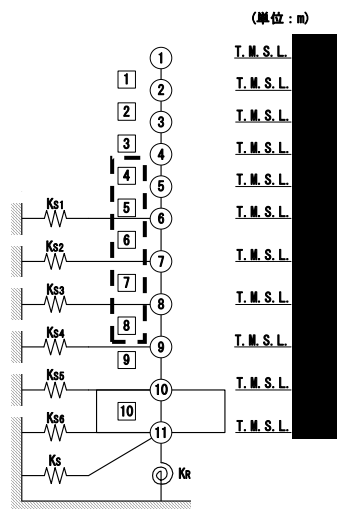 (単位：m)
1 T.M.S.L.
1
2 T.M.S.L.
2
3 T.M.S.L.
3
4 T.M.S.L.
4
5 T.M.S.L.
5
KS1 6 T.M.S.L.
6
KS2 7
7
KS3 8 T.M.S.L.
8
KS4 9 T.M.S.L.
9
KS5 10 T.M.S.L.
10
KS6 11 T.M.S.L.
KS KR